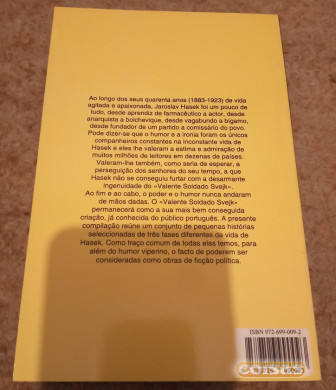 Ao longo dos seus quarenta anos (1883-1923) de vida
agitada e apaixonada, Jaroslav Hasek foi um pouco de
tudo, desde aprendiz de farmacêutico a actor, desde
anarquista a bolchevique, desde vagabundo a bígamo,
desde fundador de um partido a comissário do povo.
Pode dizer-se que o humor e a ironia foram os únicos
companheiros constantes na inconstante vida de
Hasek e eles lhe valeram a estima e admiração de
muitos milhões de leitores em dezenas de países.
Valeram-lhe também, como seria de esperar, a
perseguição dos senhores do seu tempo, a que
Hasek não se conseguiu furtar com a desarmante
ingenuidade do «Valente Soldado Svejk».
Ao fim e ao cabo, o poder e o humor nunca andaram
de mãos dadas. O «Valente Soldado Svejk»
permanecerá como a sua mais bem conseguida
criação, já conhecida do público português. A presente
compilação reúne um conjunto de pequenas histórias
seleccionadas de três fases diferentes da vida de
Hasek. Como traço comum de todas elas temos, para
além do humor viperino, o facto de poderem ser
consideradas como obras de ficção política.
ISBN 972-699-009-2